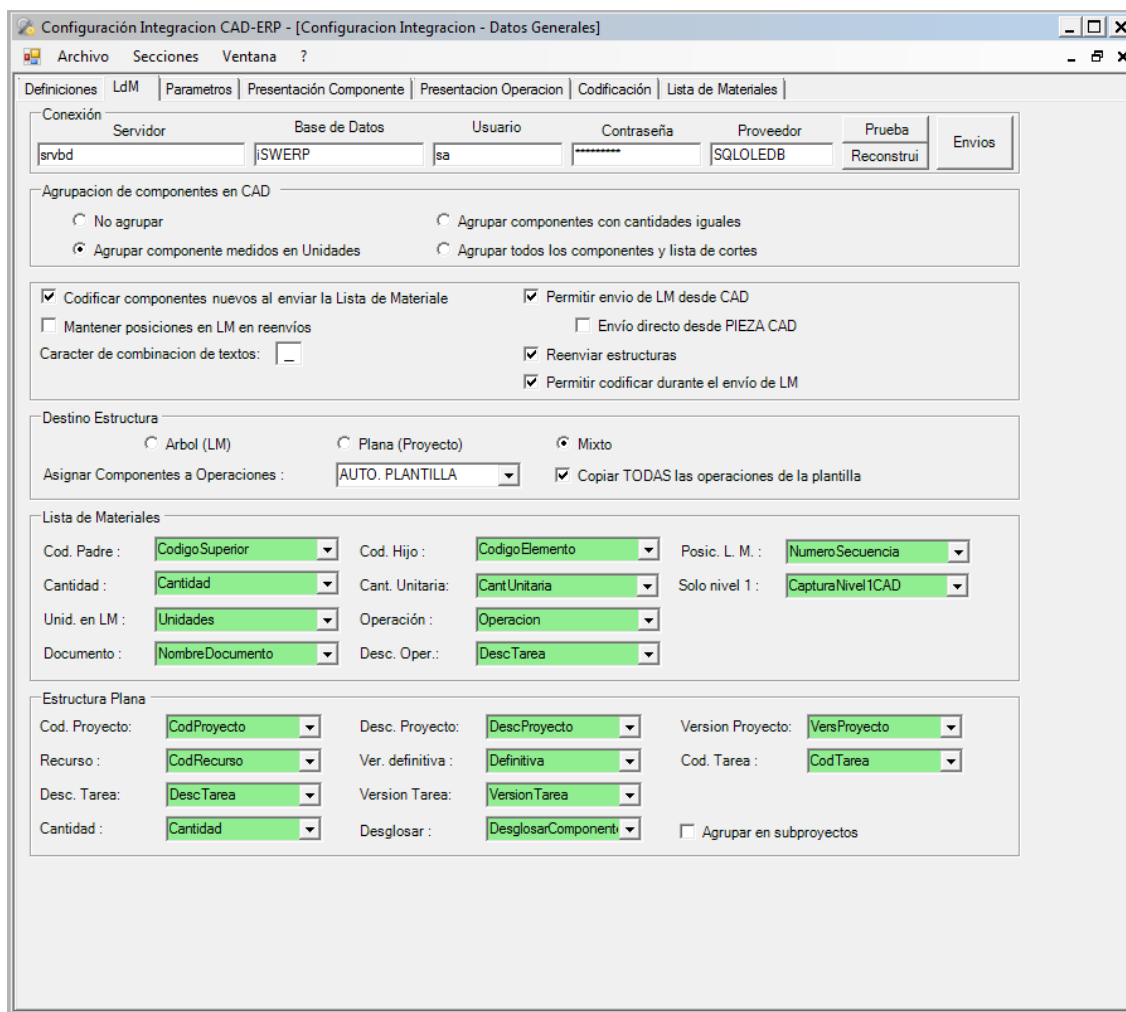 Configuración Integracion CAD-ERP - [Configuracion Integracion - Datos Generales]
Archivo Secciones Ventana ?
Definiciones LdM Parametros Presentación Componente Presentacion Operacion Codificación Lista de Materiales
Conexión
Servidor Base de Datos Usuario Contraseña Proveedor Prueba Envios
srvbd iSWERP sa ********* SQLOLEDB Reconstrui
Agrupacion de componentes en CAD
No agrupar Agrupar componentes con cantidades iguales
Agrupar componente medidos en Unidades Agrupar todos los componentes y lista de cortes
Codificar componentes nuevos al enviar la Lista de Materiale Permitir envio de LM desde CAD
Mantener posiciones en LM en reenvíos Envío directo desde PIEZA CAD
Caracter de combinacion de textos: _ Reenviar estructuras
Permitir codificar durante el envío de LM
Destino Estructura
Arbol (LM) Plana (Proyecto) Mixto
Asignar Componentes a Operaciones : AUTO. PLANTILLA Copiar TODAS las operaciones de la plantilla
Lista de Materiales
Cod. Padre : CodigoSuperior Cod. Hijo : CodigoElemento Posic. L. M. : NumeroSecuencia
Cantidad : Cantidad Cant. Unitaria: CantUnitaria Solo nivel 1 : CapturaNivel1CAD
Unid. en LM : Unidades Operación : Operacion
Documento : NombreDocumento Desc. Oper.: DescTarea
Estructura Plana
Cod. Proyecto: CodProyecto Desc. Proyecto: DescProyecto Version Proyecto: VersProyecto
Recurso : CodRecurso Ver. definitiva : Definitiva Cod. Tarea : CodTarea
Desc. Tarea: DescTarea Version Tarea: VersionTarea
Cantidad : Cantidad Desglosar : DesglosarComponent Agrupar en subproyectos